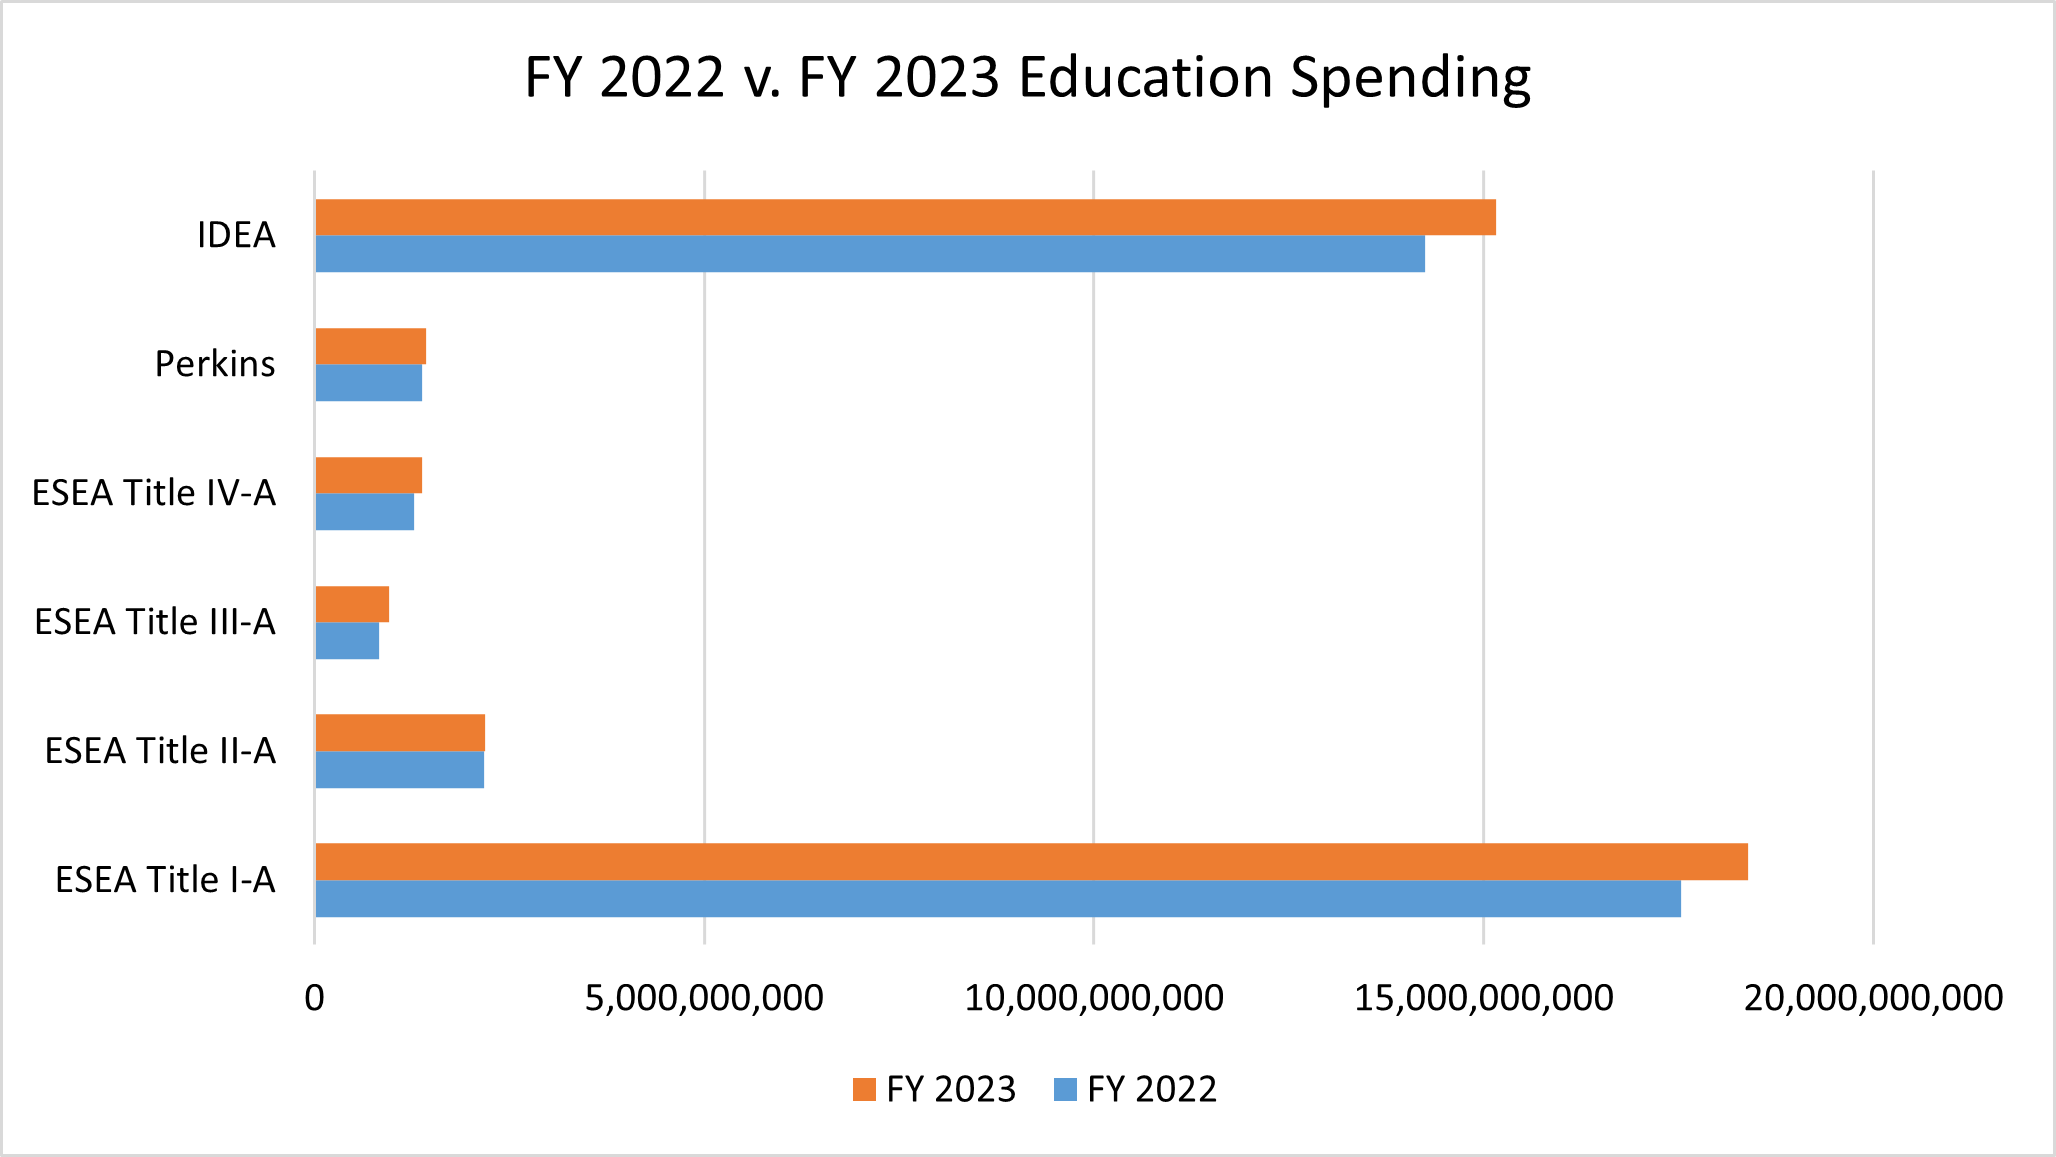 FY 2022 v. FY 2023 Education Spending
IDEA
Perkins
ESEA Title IV-A
ESEA Title III-A
ESEA Title II-A
ESEA Title I-A
0 5,000,000,000 10,000,000,000 15,000,000,000 20,000,000,000
FY 2023 FY 2022